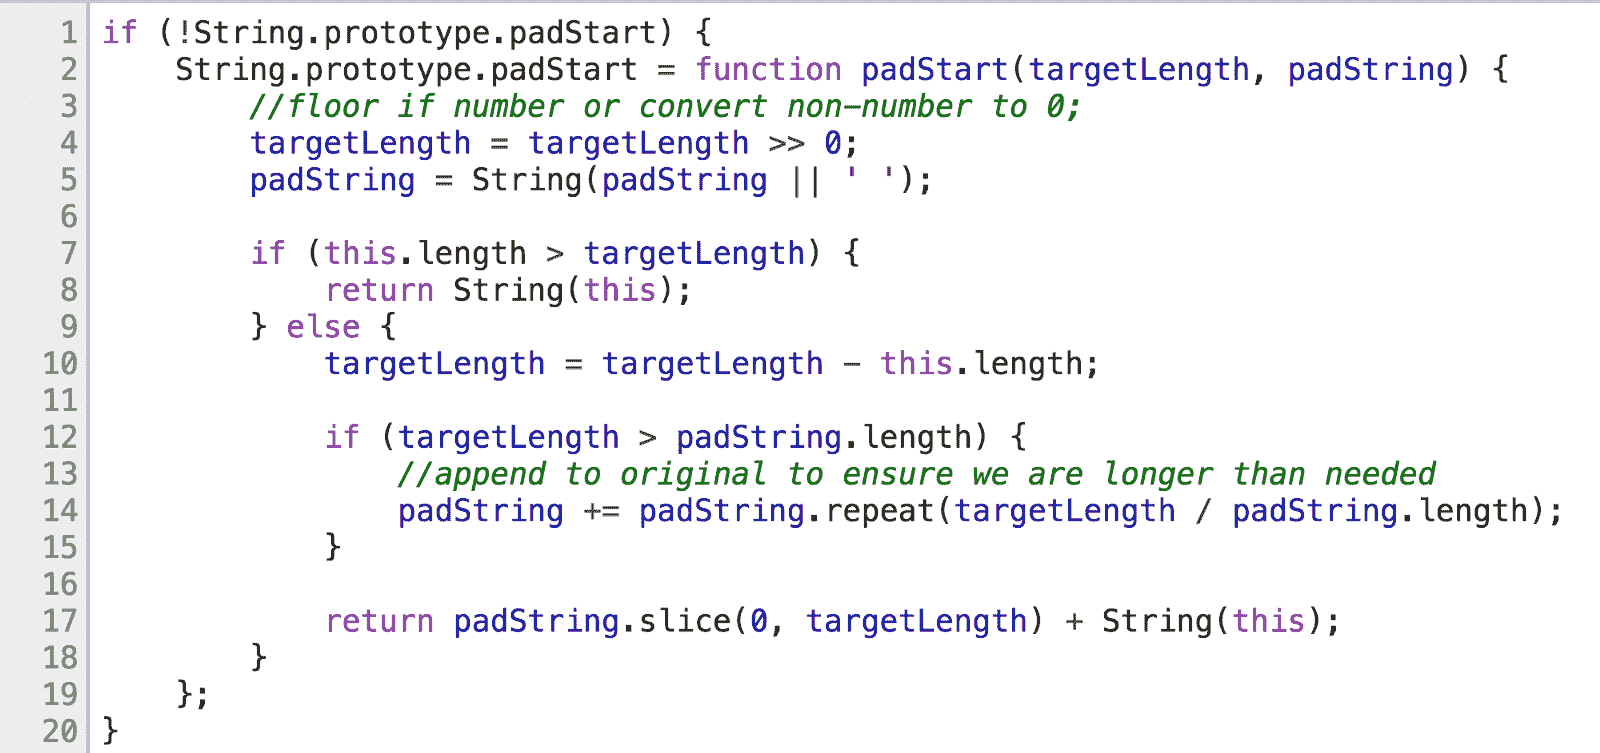 1 if (!String.prototype.padStart) {
2     String.prototype.padStart = function padStart(targetLength, padString) {
3         //floor if number or convert non-number to 0;
4         targetLength = targetLength >> 0;
5         padString = String(padString || ' ');
6
7         if (this.length > targetLength) {
8             return String(this);
9         } else {
10             targetLength = targetLength - this.length;
11
12             if (targetLength > padString.length) {
13                 //append to original to ensure we are longer than needed
14                 padString += padString.repeat(targetLength / padString.length);
15             }
16
17             return padString.slice(0, targetLength) + String(this);
18         }
19     };
20 }